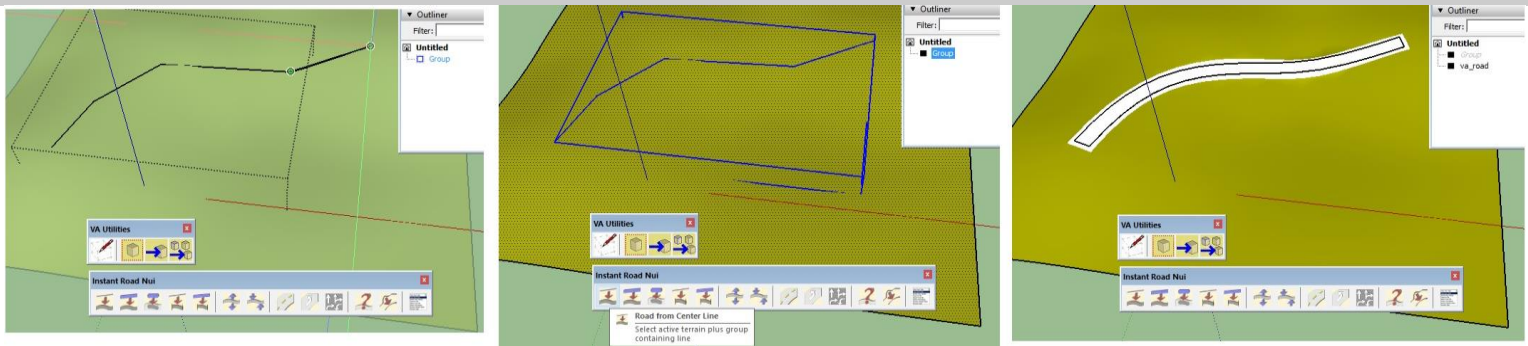 ▼ Outliner
Filter:
Untitled
Group
VA Utilities
Instant Road Nui
▼ Outliner
Filter:
Untitled
Group
VA Utilities
Instant Road Nui
Road from Center Line
Select active terrain plus group
containing line
▼ Outliner
Filter:
Untitled
Group
va_road
VA Utilities
Instant Road Nui